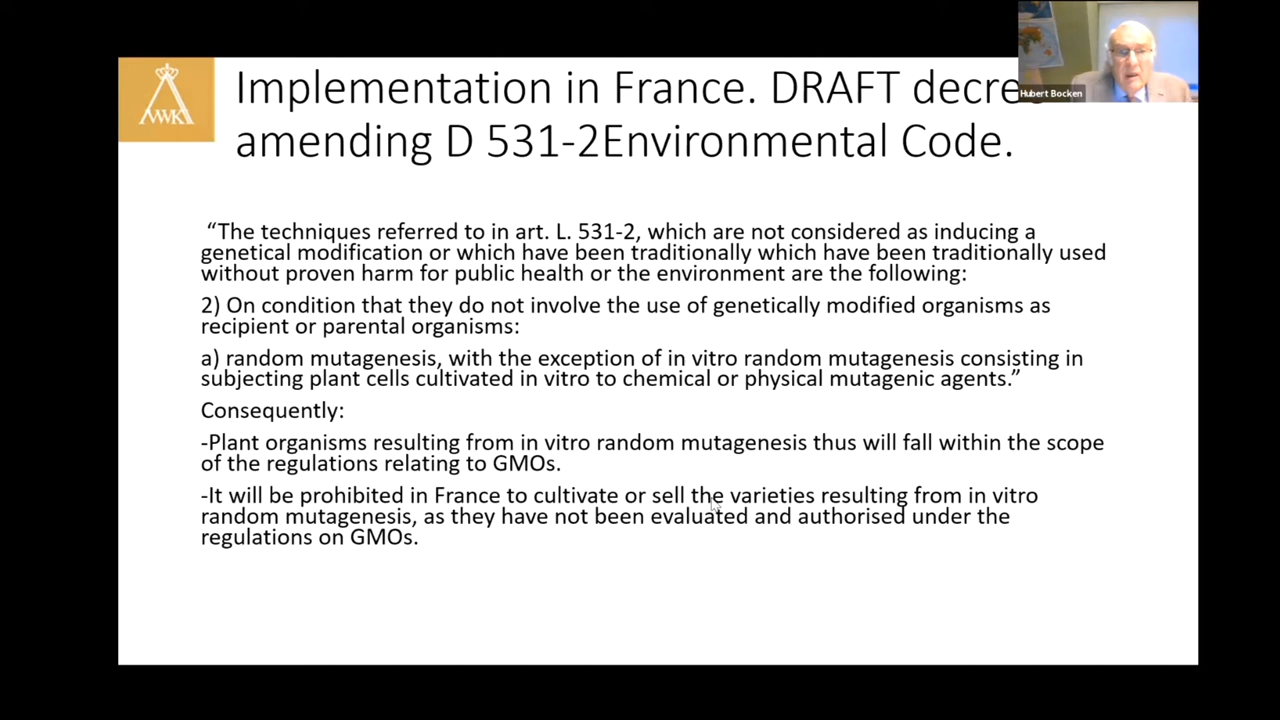 Implementation in France. DRAFT decre
amending D 531-2Environmental Code.
Hubert Bocken
“The techniques referred to in art. L. 531-2, which are not considered as inducing a
genetical modification or which have been traditionally which have been traditionally used
without proven harm for public health or the environment are the following:
2) On condition that they do not involve the use of genetically modified organisms as
recipient or parental organisms:
a) random mutagenesis, with the exception of in vitro random mutagenesis consisting in
subjecting plant cells cultivated in vitro to chemical or physical mutagenic agents.”
Consequently:
-Plant organisms resulting from in vitro random mutagenesis thus will fall within the scope
of the regulations relating to GMOs.
-It will be prohibited in France to cultivate or sell the varieties resulting from in vitro
random mutagenesis, as they have not been evaluated and authorised under the
regulations on GMOs.